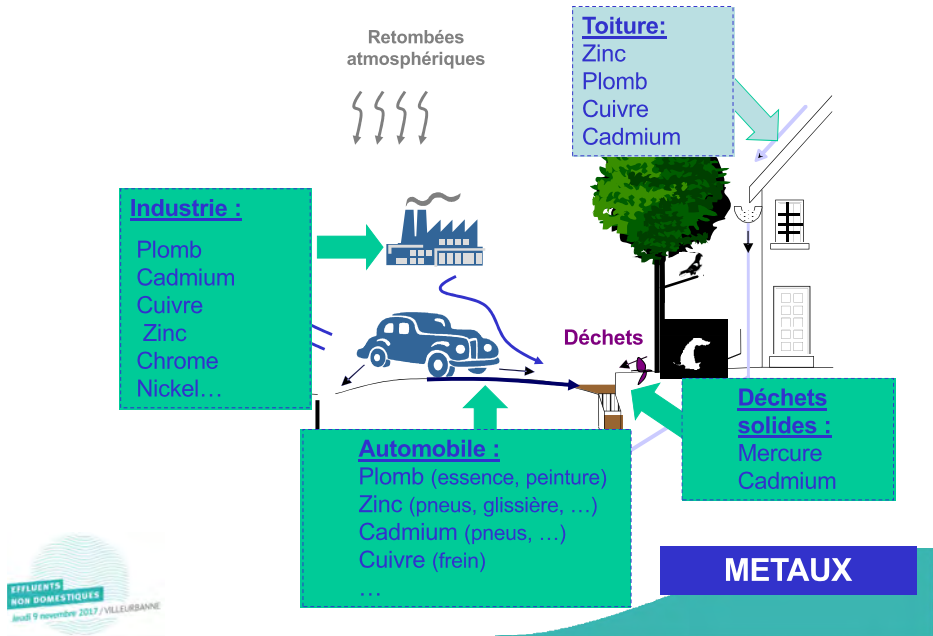 Retombées
atmosphériques
Toiture:
Zinc
Plomb
Cuivre
Cadmium
Industrie :
Plomb
Cadmium
Cuivre
Zinc
Chrome
Nickel…
Déchets
Déchets
solides :
Mercure
Cadmium
Automobile :
Plomb (essence, peinture)
Zinc (pneus, glissière, …)
Cadmium (pneus, …)
Cuivre (frein)
…
METAUX
EFFLUENTS
NON DOMESTIQUES
Jeudi 9 novembre 2017 / VILLEURBANNE